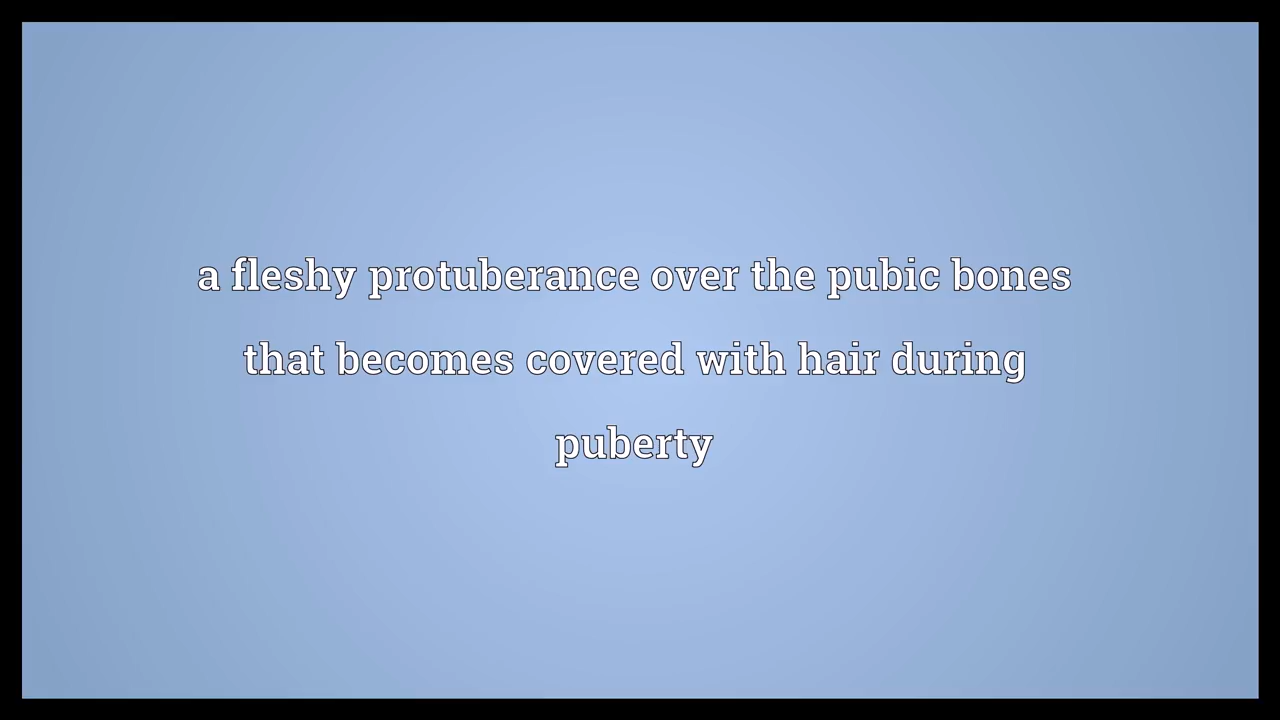 a fleshy protuberance over the pubic bones
that becomes covered with hair during
puberty